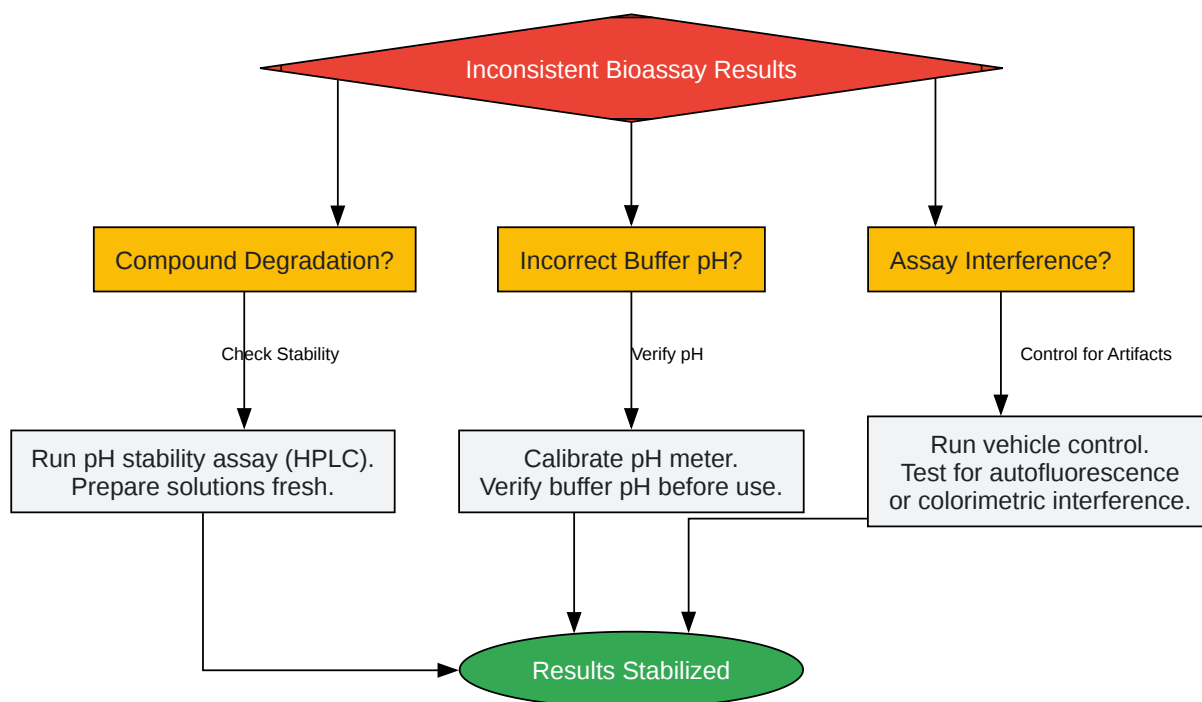 Inconsistent Bioassay Results
Compound Degradation?
Incorrect Buffer pH?
Assay Interference?
Check Stability
Verify pH
Control for Artifacts
Run pH stability assay (HPLC).
Prepare solutions fresh.
Calibrate pH meter.
Verify buffer pH before use.
Run vehicle control.
Test for autofluorescence
or colorimetric interference.
Results Stabilized